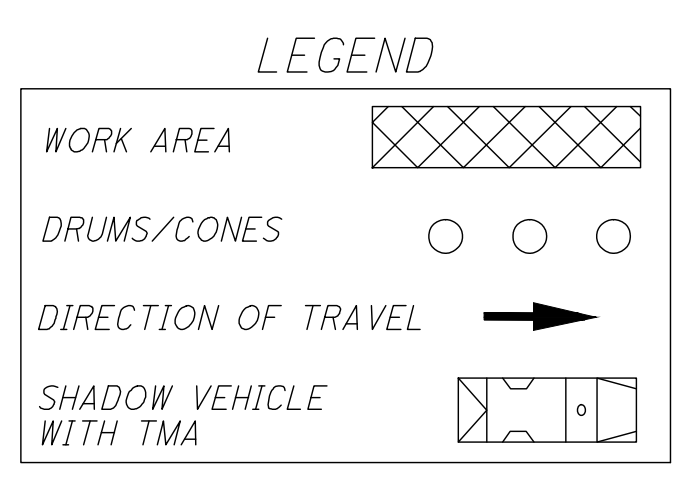 LEGEND
WORK AREA
DRUMS/CONES
DIRECTION OF TRAVEL
SHADOW VEHICLE
WITH TMA